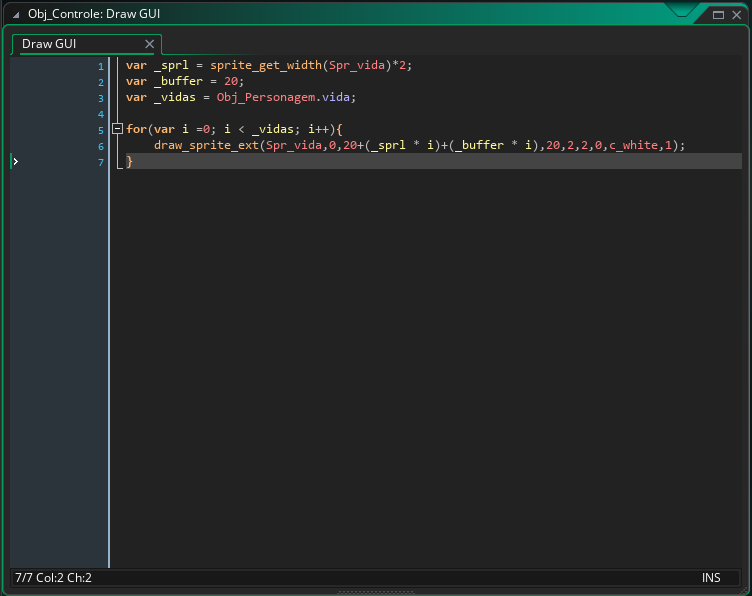 Obj_Controle: Draw GUI
Draw GUI
1 var _sprl = sprite_get_width(Spr_vida)*2;
2 var _buffer = 20;
3 var _vidas = Obj_Personagem.vida;
4
5 for(var i =0; i < _vidas; i++){
6 draw_sprite_ext(Spr_vida,0,20+(_sprl * i)+(_buffer * i),20,2,2,0,c_white,1);
7 }
7/7 Col:2 Ch:2 INS